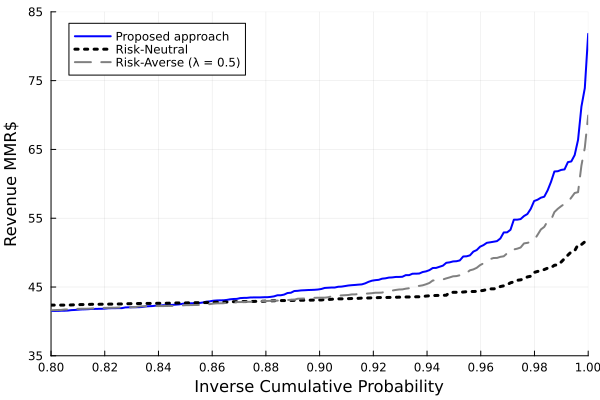 85
75
65
55
45
35
Revenue MMR$
Proposed approach
Risk-Neutral
Risk-Averse (λ = 0.5)
0.80 0.82 0.84 0.86 0.88 0.90 0.92 0.94 0.96 0.98 1.00
Inverse Cumulative Probability